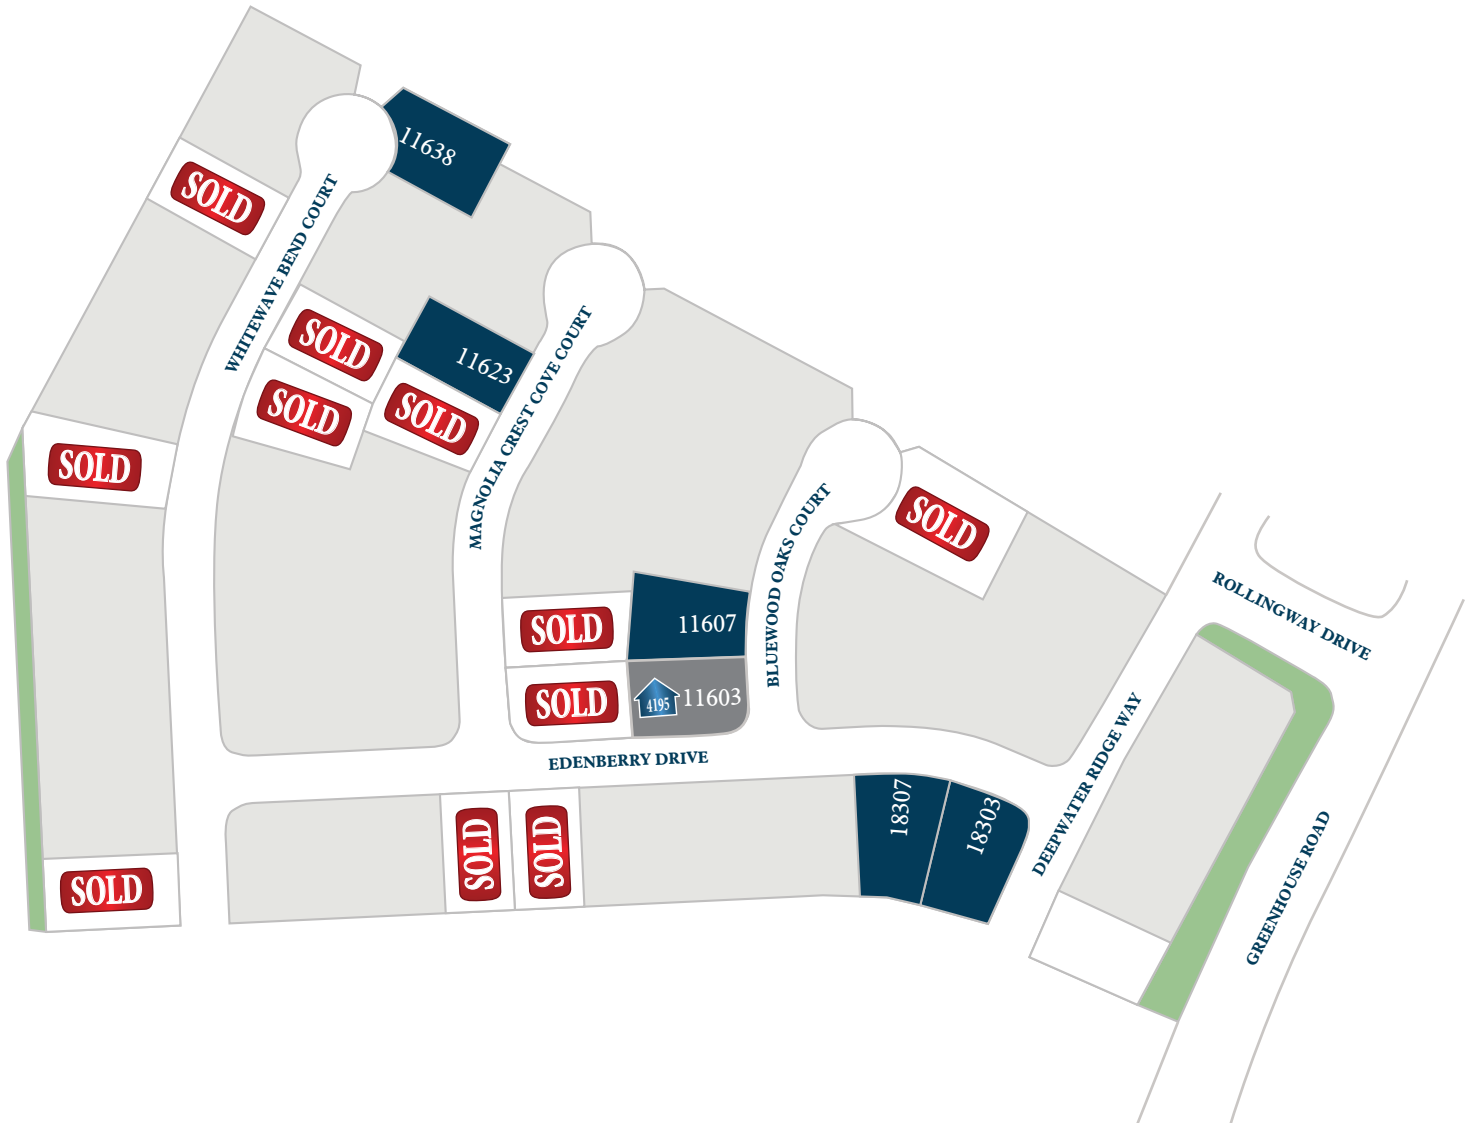 11638
SOLD
WHITEWAVE BEND COURT
SOLD
11623
SOLD
SOLD
MAGNOLIA CREST COVE COURT
SOLD
BLUEWOOD OAKS COURT
SOLD
ROLLINGWAY DRIVE
SOLD
11607
SOLD
4195
11603
EDENBERRY DRIVE
DEEPWATER RIDGE WAY
18307
18303
SOLD
SOLD
SOLD
GREENHOUSE ROAD